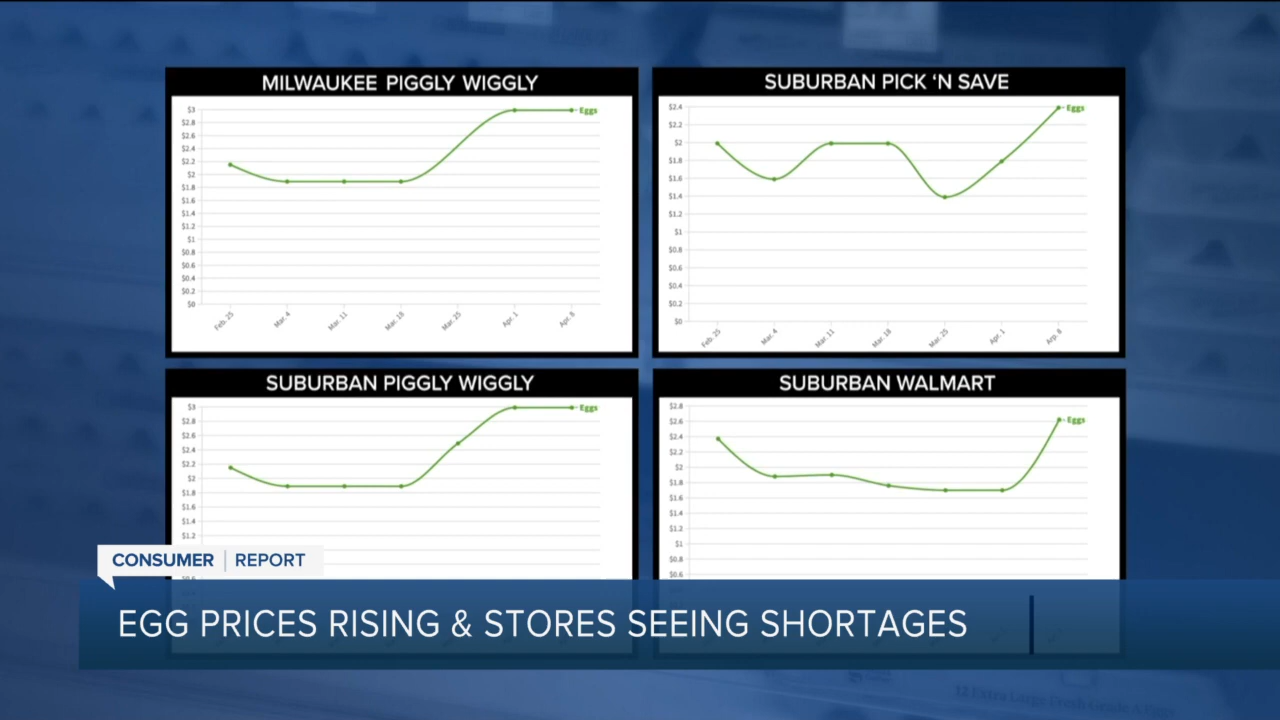 MILWAUKEE PIGGLY WIGGLY
$3
$2.8
$2.6
$2.4
$2.2
$2
$1.8
$1.6
$1.4
$1.2
$1
$0.8
$0.6
$0.4
$0.2
$0
Eggs
Feb. 25
Mar. 4
Mar. 11
Mar. 18
Mar. 25
Apr. 1
Apr. 8
SUBURBAN PICK ‘N SAVE
$2.4
$2.2
$2
$1.8
$1.6
$1.4
$1.2
$1
$0.8
$0.6
$0.4
$0.2
$0
Eggs
Feb. 25
Mar. 4
Mar. 11
Mar. 18
Mar. 25
Apr. 1
Arp. 8
SUBURBAN PIGGLY WIGGLY
$3
$2.8
$2.6
$2.4
$2.2
$2
$1.8
$1.6
$1.4
$1.2
Eggs
SUBURBAN WALMART
$2.8
$2.6
$2.4
$2.2
$2
$1.8
$1.6
$1.4
$1.2
$1
$0.8
$0.6
Eggs
CONSUMER | REPORT
EGG PRICES RISING & STORES SEEING SHORTAGES
12 Extra Large Fresh Grade A Eggs